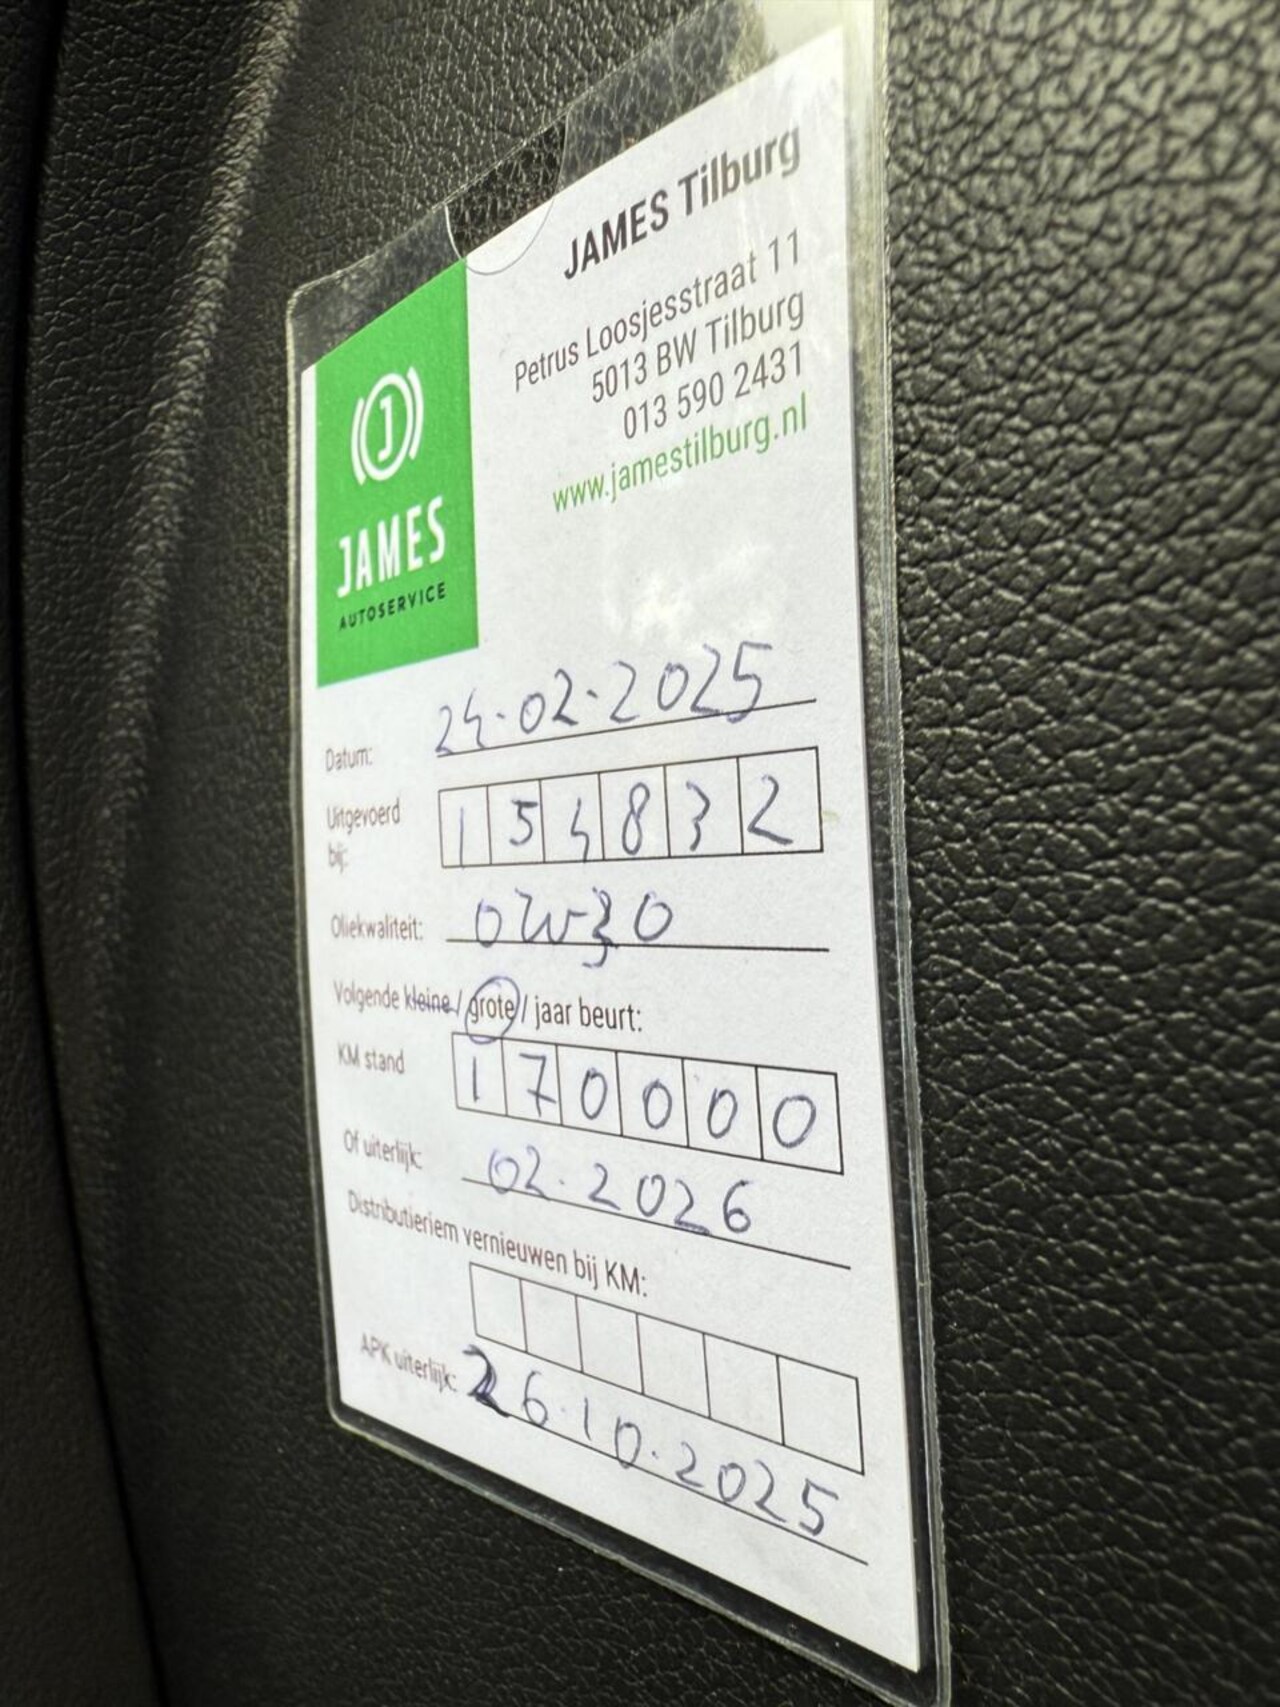 JAMES Tilburg
Petrus Loosjesstraat 11
5013 BW Tilburg
013 590 2431
www.jamestilburg.nl
J
JAMES
AUTOSERVICE
Datum: 24-02-2025
Uitgevoerd bij: 154832
Oliekwaliteit: 0W30
Volgende kleine / grote / jaar beurt:
KM stand 170000
Of uiterlijk: 02.2026
Distributieriem vernieuwen bij KM:
APK uiterlijk: 26.10.2025